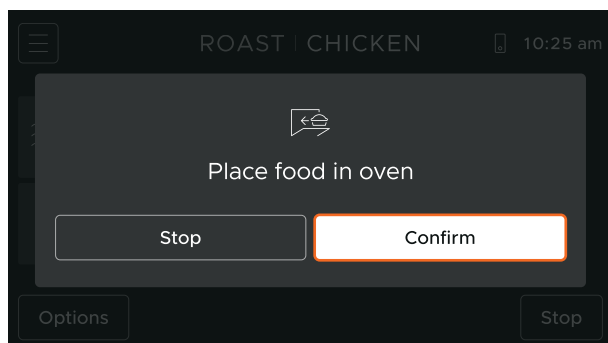 ROAST | CHICKEN
10:25 am
Place food in oven
Stop
Confirm
Options
Stop